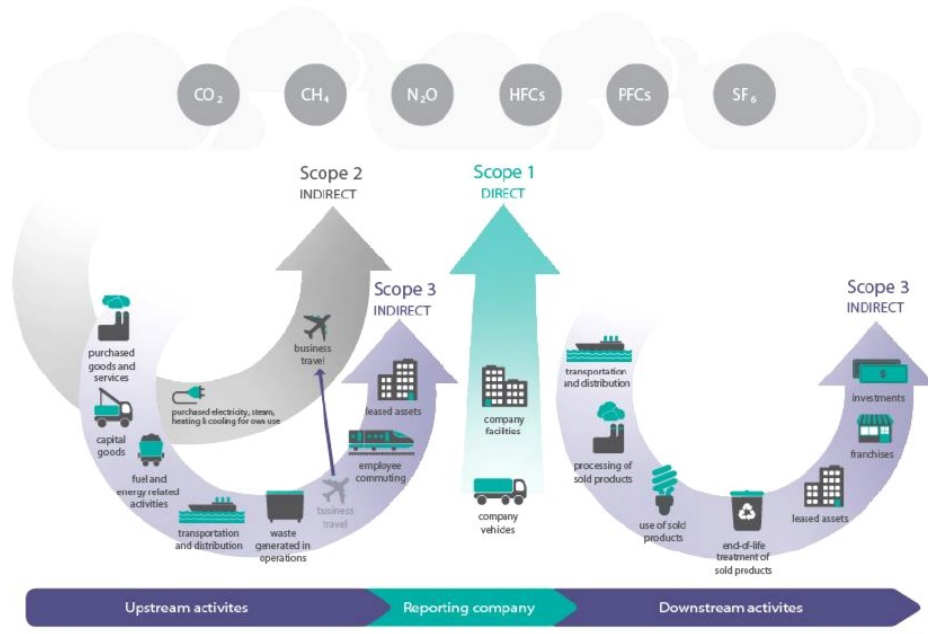 CO₂
CH₄
N₂O
HFCs
PFCs
SF₆
Scope 2
INDIRECT
Scope 1
DIRECT
Scope 3
INDIRECT
Scope 3
INDIRECT
purchased
goods and
services
capital
goods
fuel and
energy related
activities
transportation
and distribution
waste
generated in
operations
business
travel
purchased electricity, steam,
heating & cooling for own use
business
travel
employee
commuting
leased assets
company
facilities
company
vehicles
transportation
and distribution
processing of
sold products
use of sold
products
end-of-life
treatment of
sold products
leased assets
franchises
investments
$
Upstream activites
Reporting company
Downstream activites